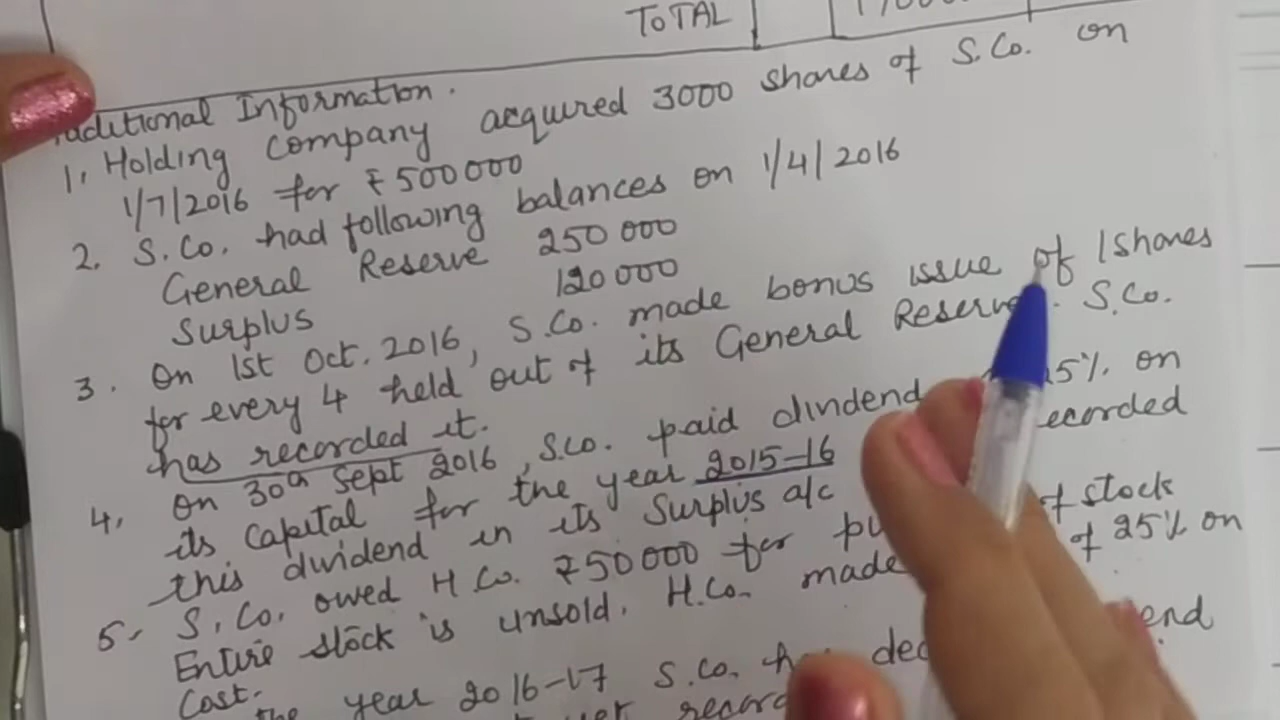 TOTAL
Additional Information.
1, Holding Company acquired 3000 shares of S.Co. on
1/7/2016 for ₹500000
2. S.Co. had following balances on 1/4/2016
General Reserve 250000
Surplus 120000
3. On 1st Oct. 2016, S.Co. made bonus issue of 1 shares
for every 4 held out of its General Reserve. S.Co.
has recorded it.
4, On 30th Sept 2016, S.Co. paid dividend 15% on
its capital for the year 2015-16 recorded
this dividend in its Surplus a/c
5. S.Co. owed H.Co. ₹50000 for of stock
Entire stock is unsold. H.Co. made of 25% on
Cost.
the year 2016-17 S.Co.